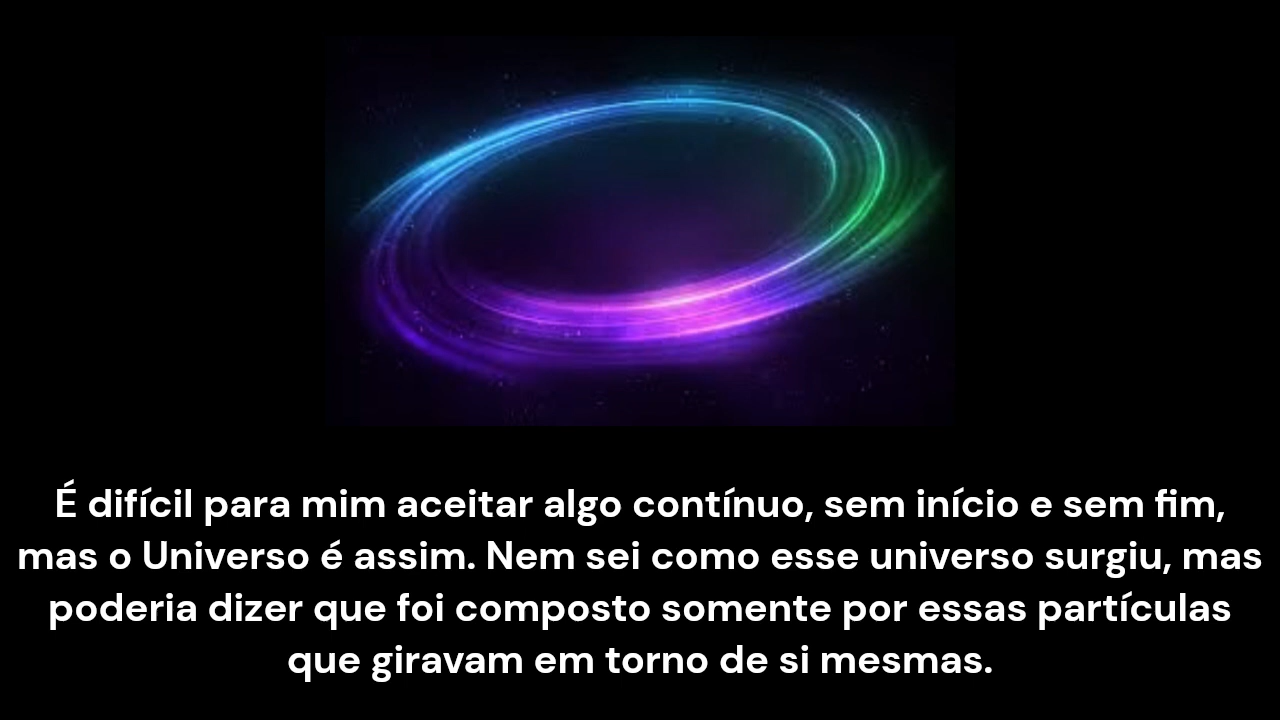 É difícil para mim aceitar algo contínuo, sem início e sem fim,
mas o Universo é assim. Nem sei como esse universo surgiu, mas
poderia dizer que foi composto somente por essas partículas
que giravam em torno de si mesmas.